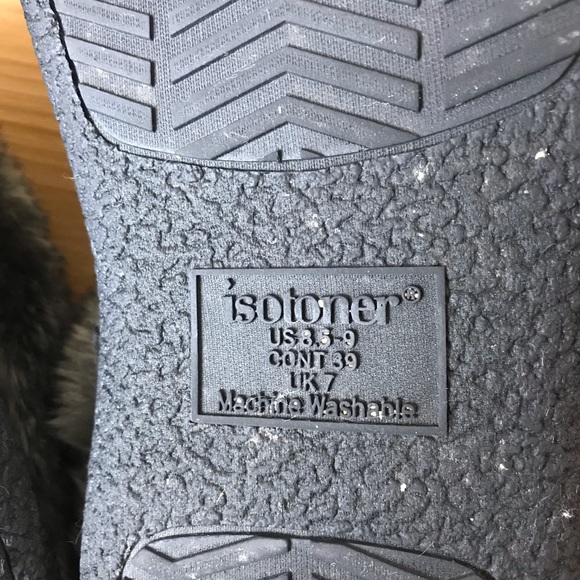 isotoner®
US 8.5-9
CONT 39
UK 7
Machine Washable